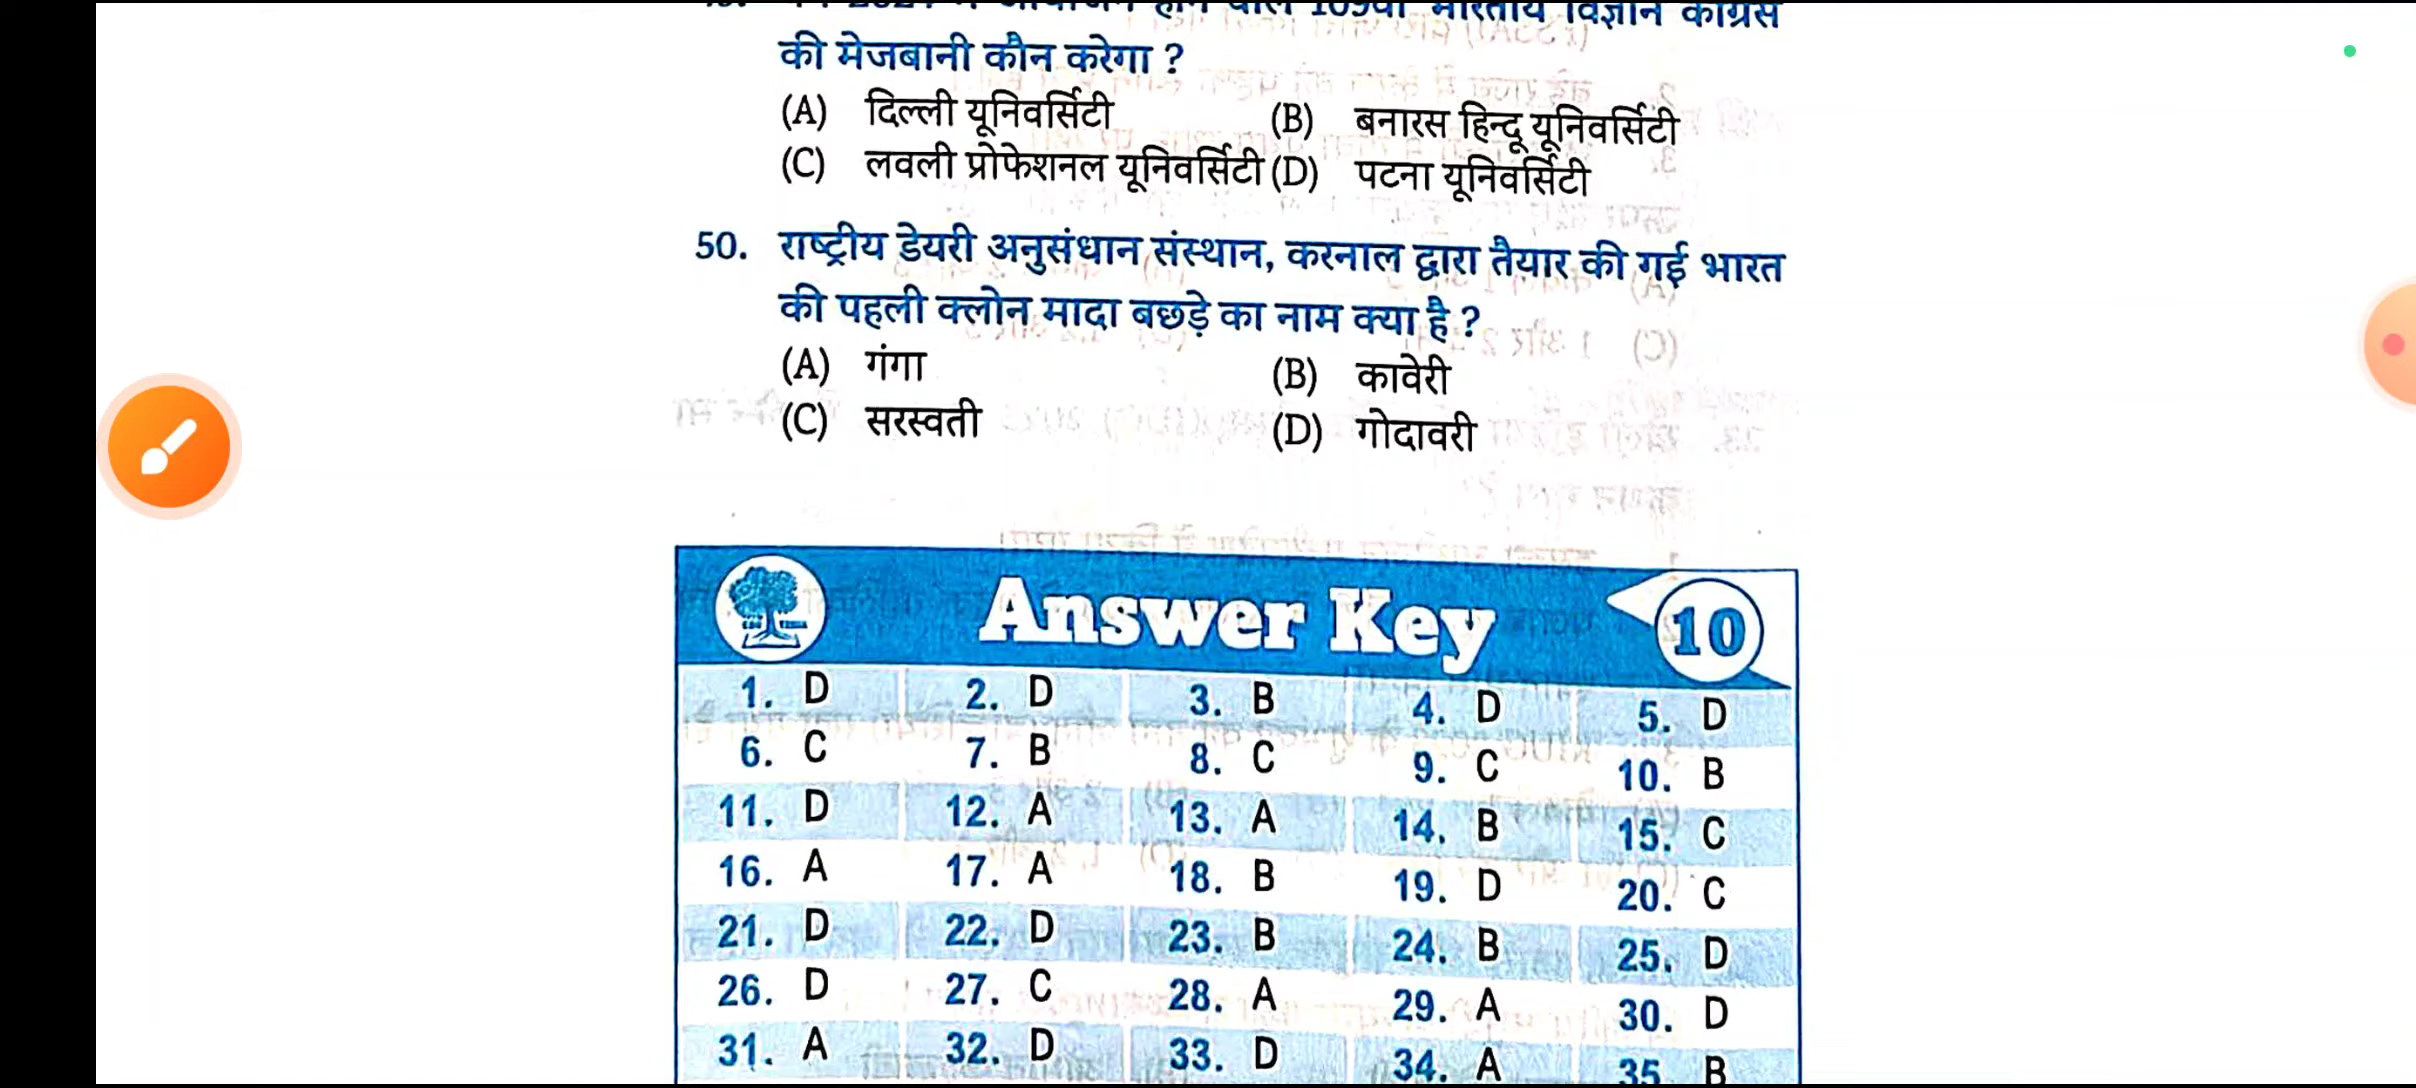 की मेजबानी कौन करेगा ?
(A) दिल्ली यूनिवर्सिटी (B) बनारस हिन्दू यूनिवर्सिटी
(C) लवली प्रोफेशनल यूनिवर्सिटी (D) पटना यूनिवर्सिटी
50. राष्ट्रीय डेयरी अनुसंधान संस्थान, करनाल द्वारा तैयार की गई भारत
की पहली क्लोन मादा बछड़े का नाम क्या है ?
(A) गंगा (B) कावेरी
(C) सरस्वती (D) गोदावरी
Answer Key 10
1. D 2. D 3. B 4. D 5. D
6. C 7. B 8. C 9. C 10. B
11. D 12. A 13. A 14. B 15. C
16. A 17. A 18. B 19. D 20. C
21. D 22. D 23. B 24. B 25. D
26. D 27. C 28. A 29. A 30. D
31. A 32. D 33. D 34. A 35 B